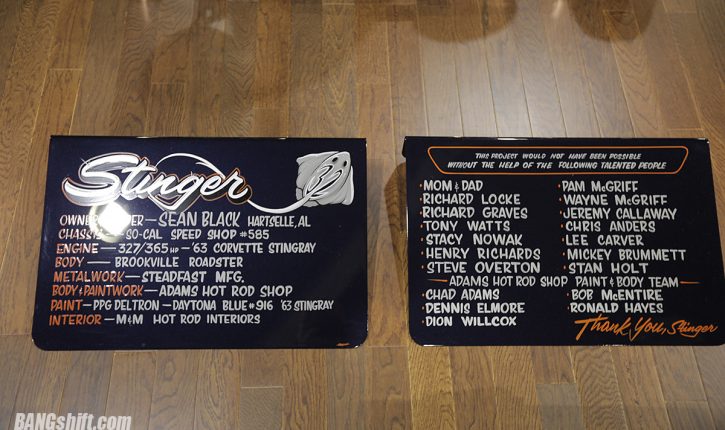 Stinger
32
OWNER — SEAN BLACK HARTSELLE, AL
CHASSIS — SO-CAL SPEED SHOP #585
ENGINE — 327/365 HP — '63 CORVETTE STINGRAY
BODY — BROOKVILLE ROADSTER
METALWORK — STEADFAST MFG.
BODY & PAINTWORK — ADAMS HOT ROD SHOP
PAINT — PPG DELTRON — DAYTONA BLUE #916 '63 STINGRAY
INTERIOR — M&M HOT ROD INTERIORS
THIS PROJECT WOULD NOT HAVE BEEN POSSIBLE
WITHOUT THE HELP OF THE FOLLOWING TALENTED PEOPLE
· MOM & DAD
· RICHARD LOCKE
· RICHARD GRAVES
· TONY WATTS
· STACY NOWAK
· HENRY RICHARDS
· STEVE OVERTON
· PAM McGRIFF
· WAYNE McGRIFF
· JEREMY CALLAWAY
· CHRIS ANDERS
· LEE CARVER
· MICKEY BRUMMETT
· STAN HOLT
— ADAMS HOT ROD SHOP PAINT & BODY TEAM —
· CHAD ADAMS
· DENNIS ELMORE
· DION WILLCOX
· BOB McENTIRE
· RONALD HAYES
Thank You, Stinger
BANGshift.com